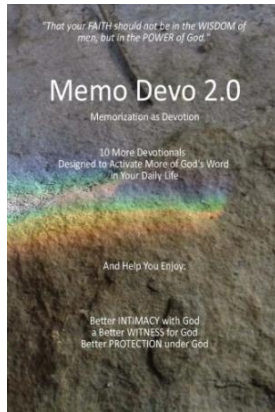 "That your FAITH should not be in the WISDOM of
men, but in the POWER of God."
Memo Devo 2.0
Memorization as Devotion
10 More Devotionals
Designed to Activate More of God's Word
in Your Daily Life
And Help You Enjoy:
Better INTIMACY with God
a Better WITNESS for God
Better PROTECTION under God